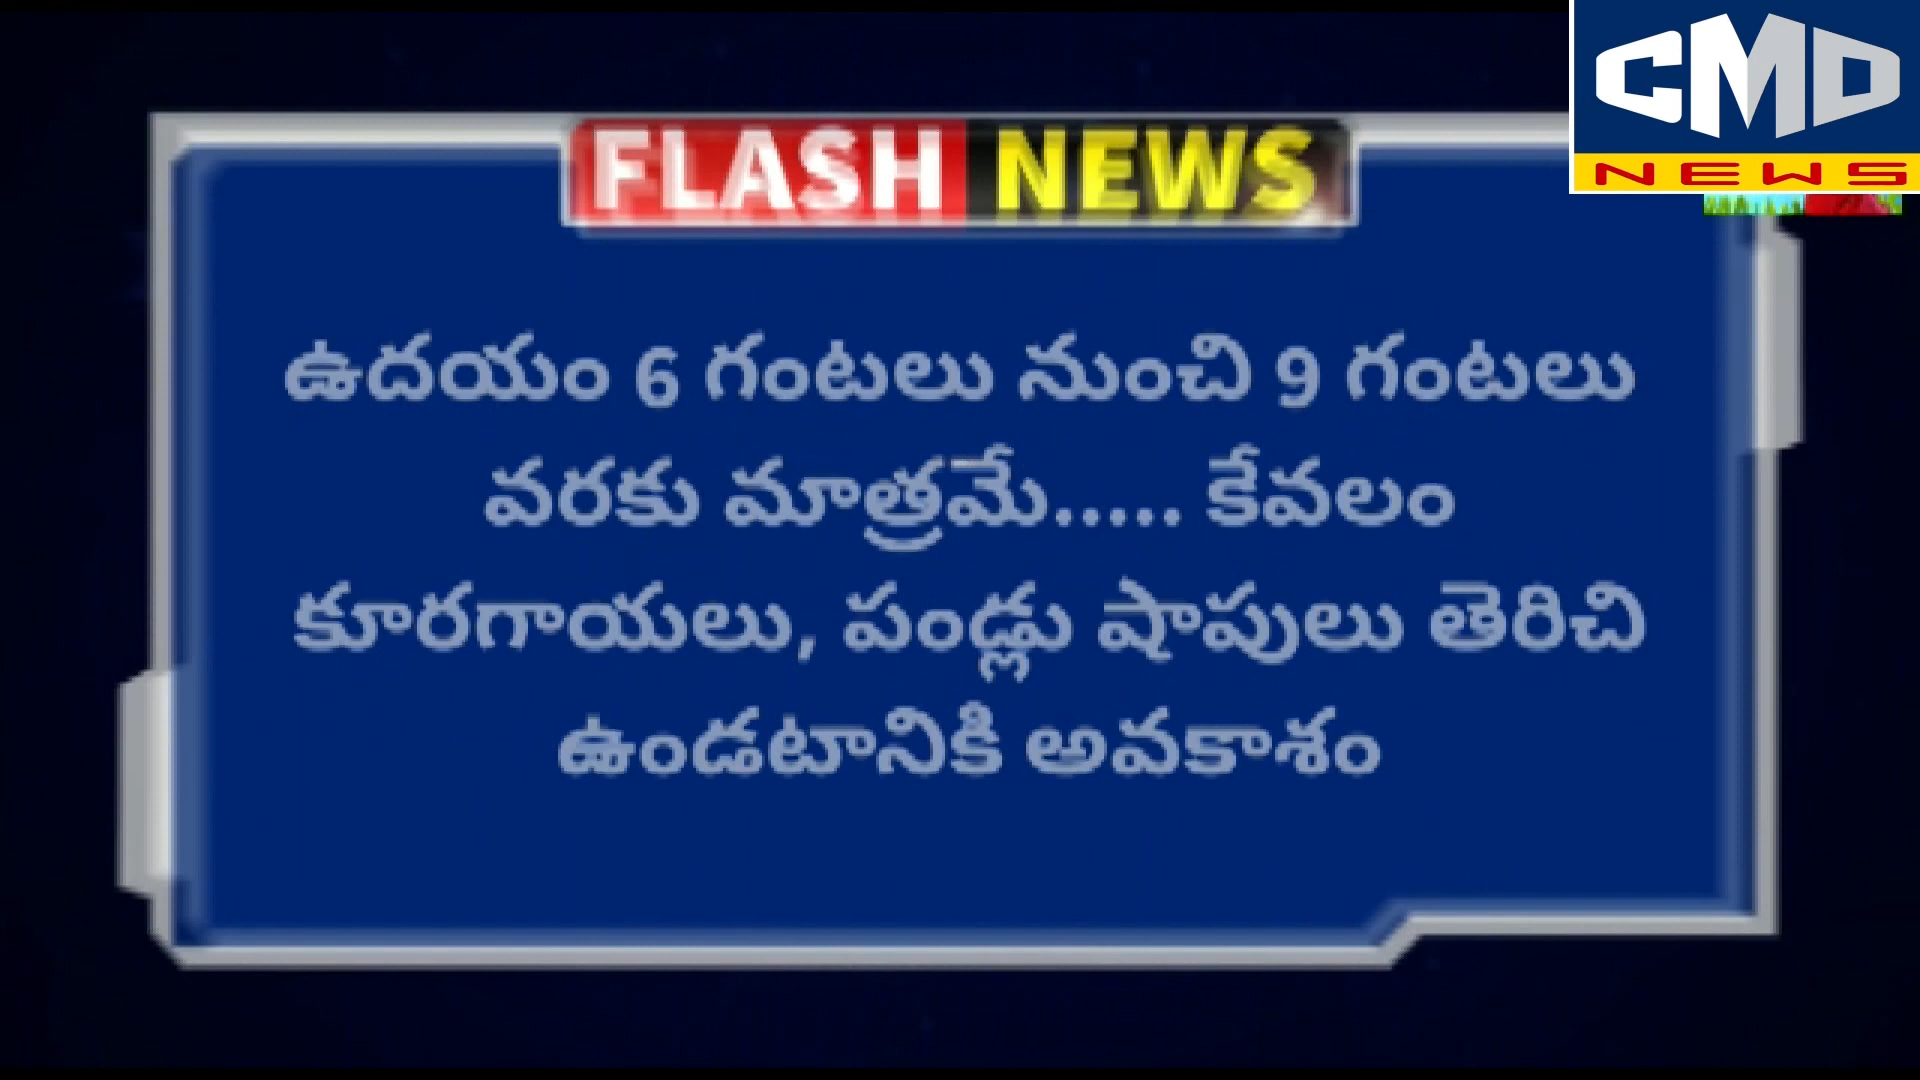 CMD
NEWS
FLASH NEWS
ఉదయం 6 గంటలు నుంచి 9 గంటలు
వరకు మాత్రమే..... కేవలం
కూరగాయలు, పండ్లు షాపులు తెరిచి
ఉండటానికి అవకాశం